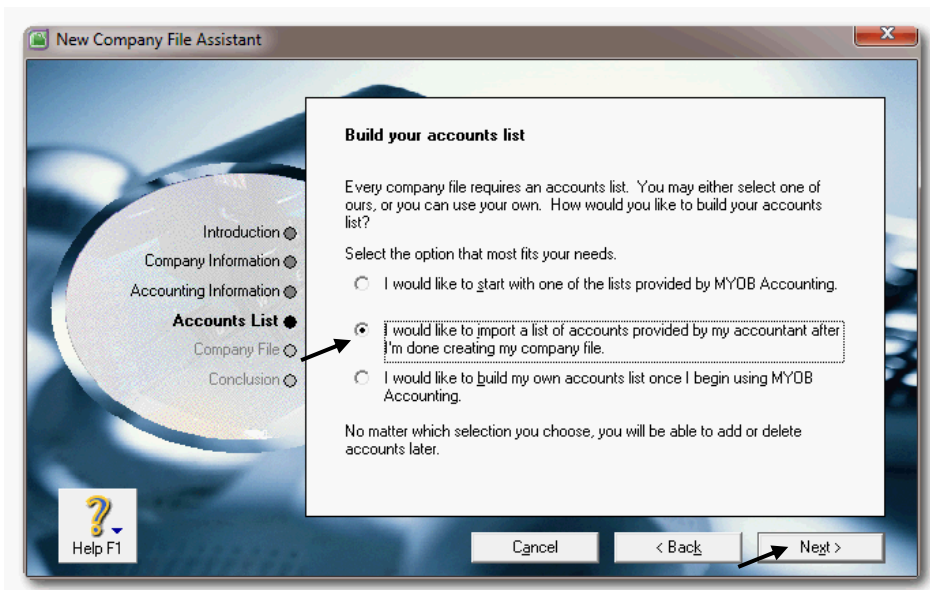 New Company File Assistant
Build your accounts list
Every company file requires an accounts list. You may either select one of
ours, or you can use your own. How would you like to build your accounts
list?
Select the option that most fits your needs.
I would like to start with one of the lists provided by MYOB Accounting.
I would like to import a list of accounts provided by my accountant after
I'm done creating my company file.
I would like to build my own accounts list once I begin using MYOB
Accounting.
No matter which selection you choose, you will be able to add or delete
accounts later.
Introduction
Company Information
Accounting Information
Accounts List
Company File
Conclusion
Help F1
Cancel
< Back
Next >